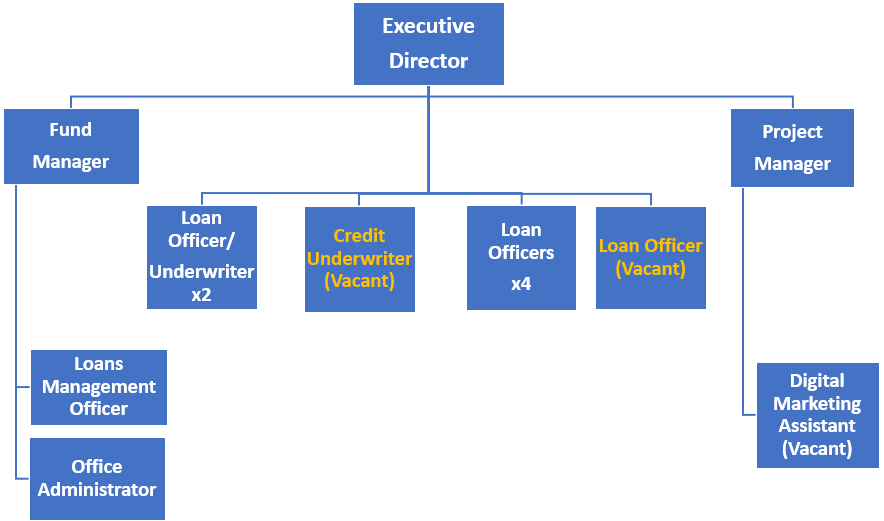 Executive
Director
Fund
Manager
Project
Manager
Loan
Officer/
Underwriter
x2
Credit
Underwriter
(Vacant)
Loan
Officers
x4
Loan Officer
(Vacant)
Loans
Management
Officer
Office
Administrator
Digital
Marketing
Assistant
(Vacant)